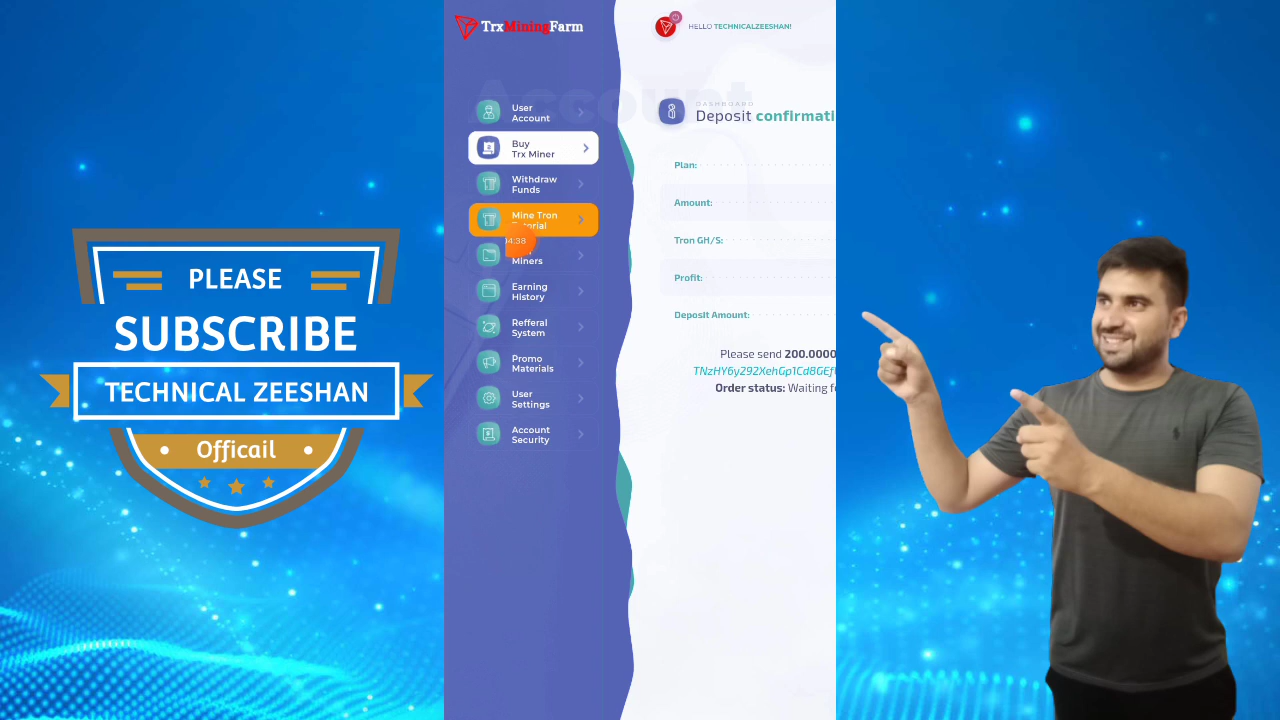 PLEASE
SUBSCRIBE
TECHNICAL ZEESHAN
Officail
TrxMiningFarm
User
Account
Buy
Trx Miner
Withdraw
Funds
Mine Tron
Miners
Earning
History
Refferal
System
Promo
Materials
User
Settings
Account
Security
HELLO TECHNICALZEESHAN!
Account
DASHBOARD
Deposit confirmati
Plan:
Amount:
Tron GH/S:
Profit:
Deposit Amount:
Please send 200.0000
Order status: Waiting